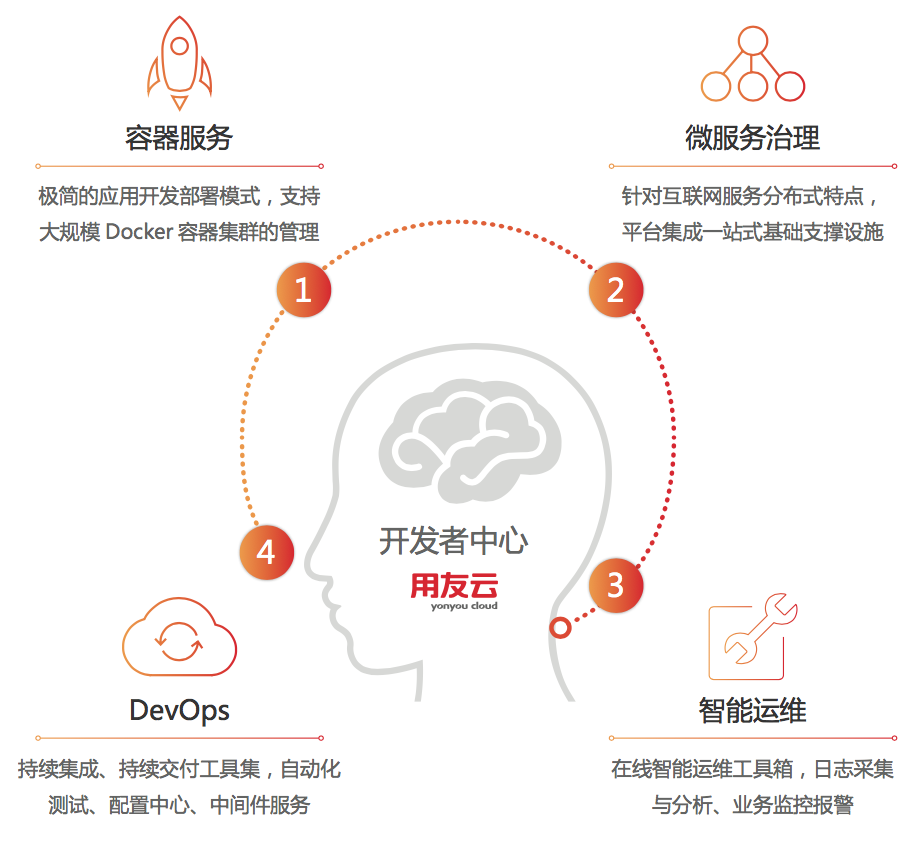 容器服务
极简的应用开发部署模式，支持
大规模 Docker 容器集群的管理
微服务治理
针对互联网服务分布式特点，
平台集成一站式基础支撑设施
1
2
开发者中心
用友云
yonyou cloud
4
3
DevOps
持续集成、持续交付工具集，自动化
测试、配置中心、中间件服务
智能运维
在线智能运维工具箱，日志采集
与分析、业务监控报警